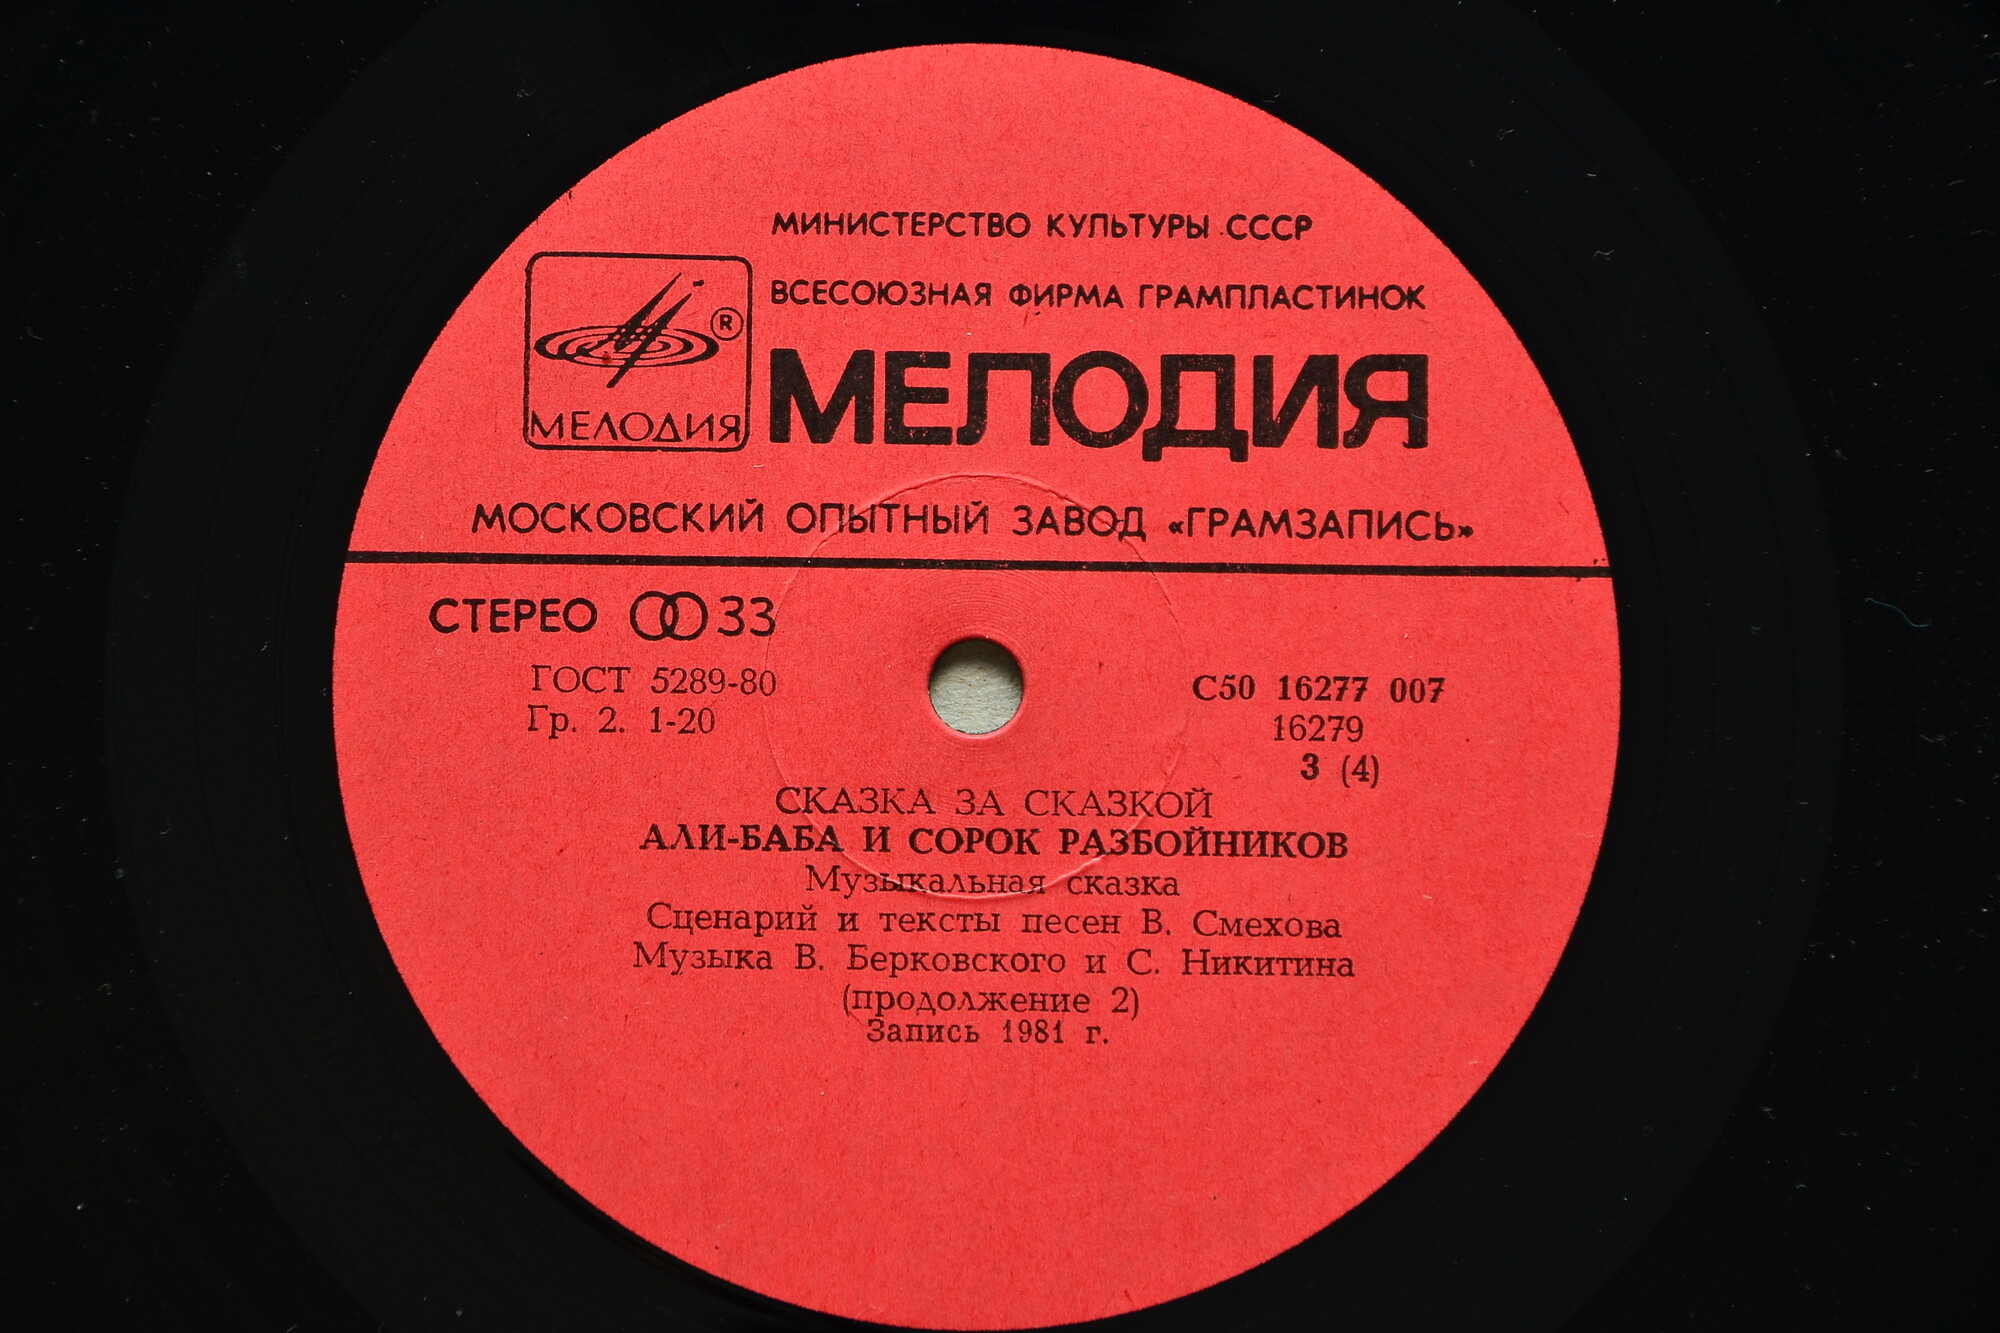 МИНИСТЕРСТВО КУЛЬТУРЫ СССР
ВСЕСОЮЗНАЯ ФИРМА ГРАМПЛАСТИНОК
®
МЕЛОДИЯ
МЕЛОДИЯ
МОСКОВСКИЙ ОПЫТНЫЙ ЗАВОД «ГРАМЗАПИСЬ»
СТЕРЕО 33
ГОСТ 5289-80
Гр. 2. 1-20
С50 16277 007
16279
3 (4)
СКАЗКА ЗА СКАЗКОЙ
АЛИ-БАБА И СОРОК РАЗБОЙНИКОВ
Музыкальная сказка
Сценарий и тексты песен В. Смехова
Музыка В. Берковского и С. Никитина
(продолжение 2)
Запись 1981 г.